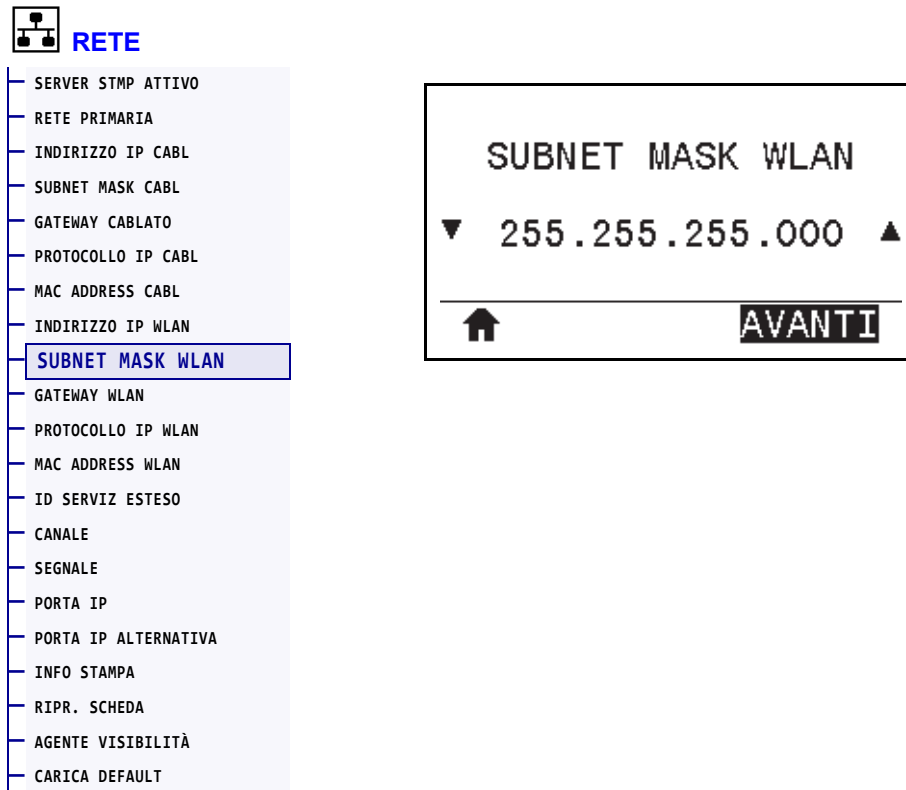 RETE
SERVER STMP ATTIVO
RETE PRIMARIA
INDIRIZZO IP CABL
SUBNET MASK CABL
GATEWAY CABLATO
PROTOCOLLO IP CABL
MAC ADDRESS CABL
INDIRIZZO IP WLAN
SUBNET MASK WLAN
GATEWAY WLAN
PROTOCOLLO IP WLAN
MAC ADDRESS WLAN
ID SERVIZ ESTESO
CANALE
SEGNALE
PORTA IP
PORTA IP ALTERNATIVA
INFO STAMPA
RIPR. SCHEDA
AGENTE VISIBILITÀ
CARICA DEFAULT
SUBNET MASK WLAN
▼ 255.255.255.000 ▲
AVANTI